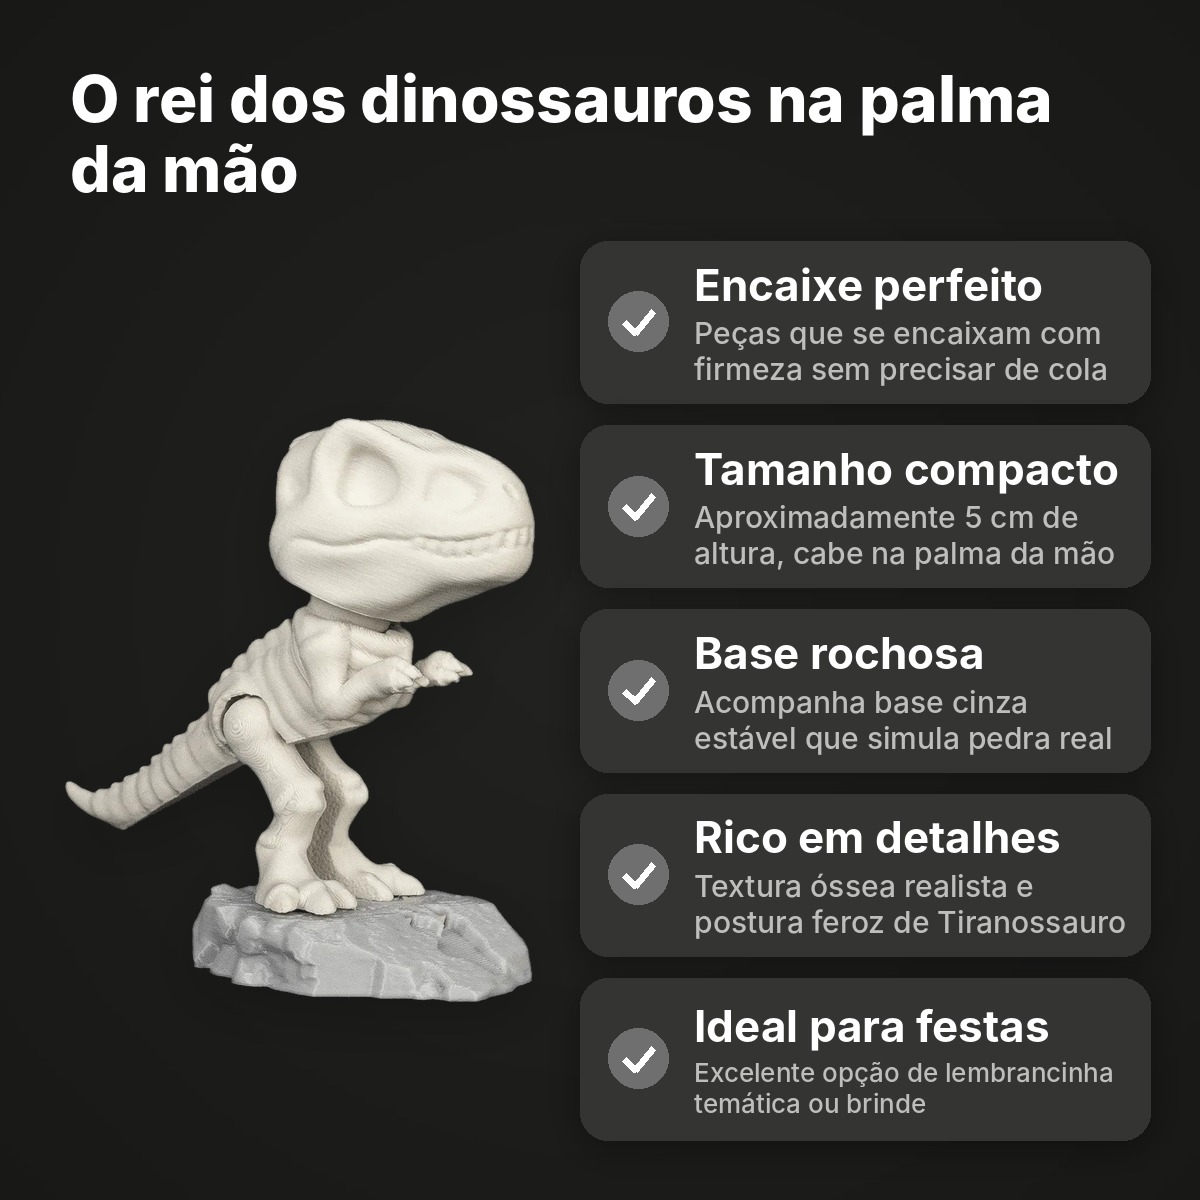 O rei dos dinossauros na palma
da mão
Encaixe perfeito
Peças que se encaixam com
firmeza sem precisar de cola
Tamanho compacto
Aproximadamente 5 cm de
altura, cabe na palma da mão
Base rochosa
Acompanha base cinza
estável que simula pedra real
Rico em detalhes
Textura óssea realista e
postura feroz de Tiranossauro
Ideal para festas
Excelente opção de lembrancinha
temática ou brinde